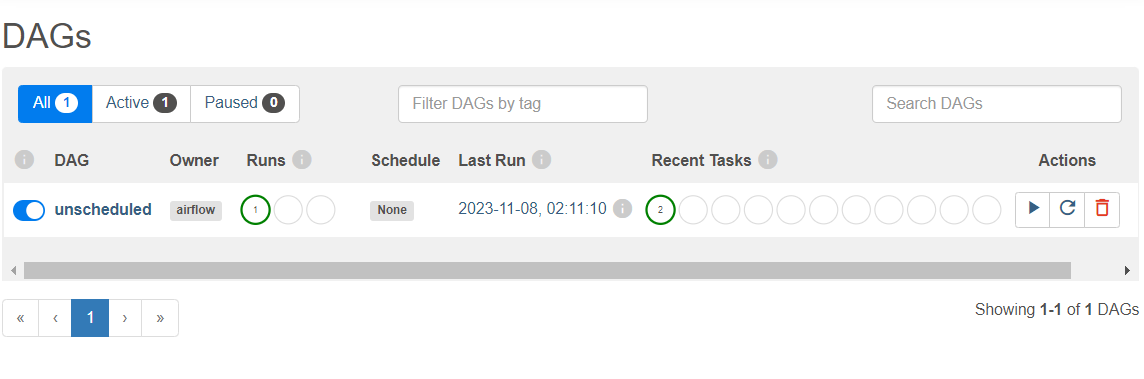 DAGs
All 1 Active 1 Paused 0 Filter DAGs by tag Search DAGs
i DAG Owner Runs i Schedule Last Run i Recent Tasks i Actions
unscheduled airflow 1 None 2023-11-08, 02:11:10 i 2
« ‹ 1 › » Showing 1-1 of 1 DAGs